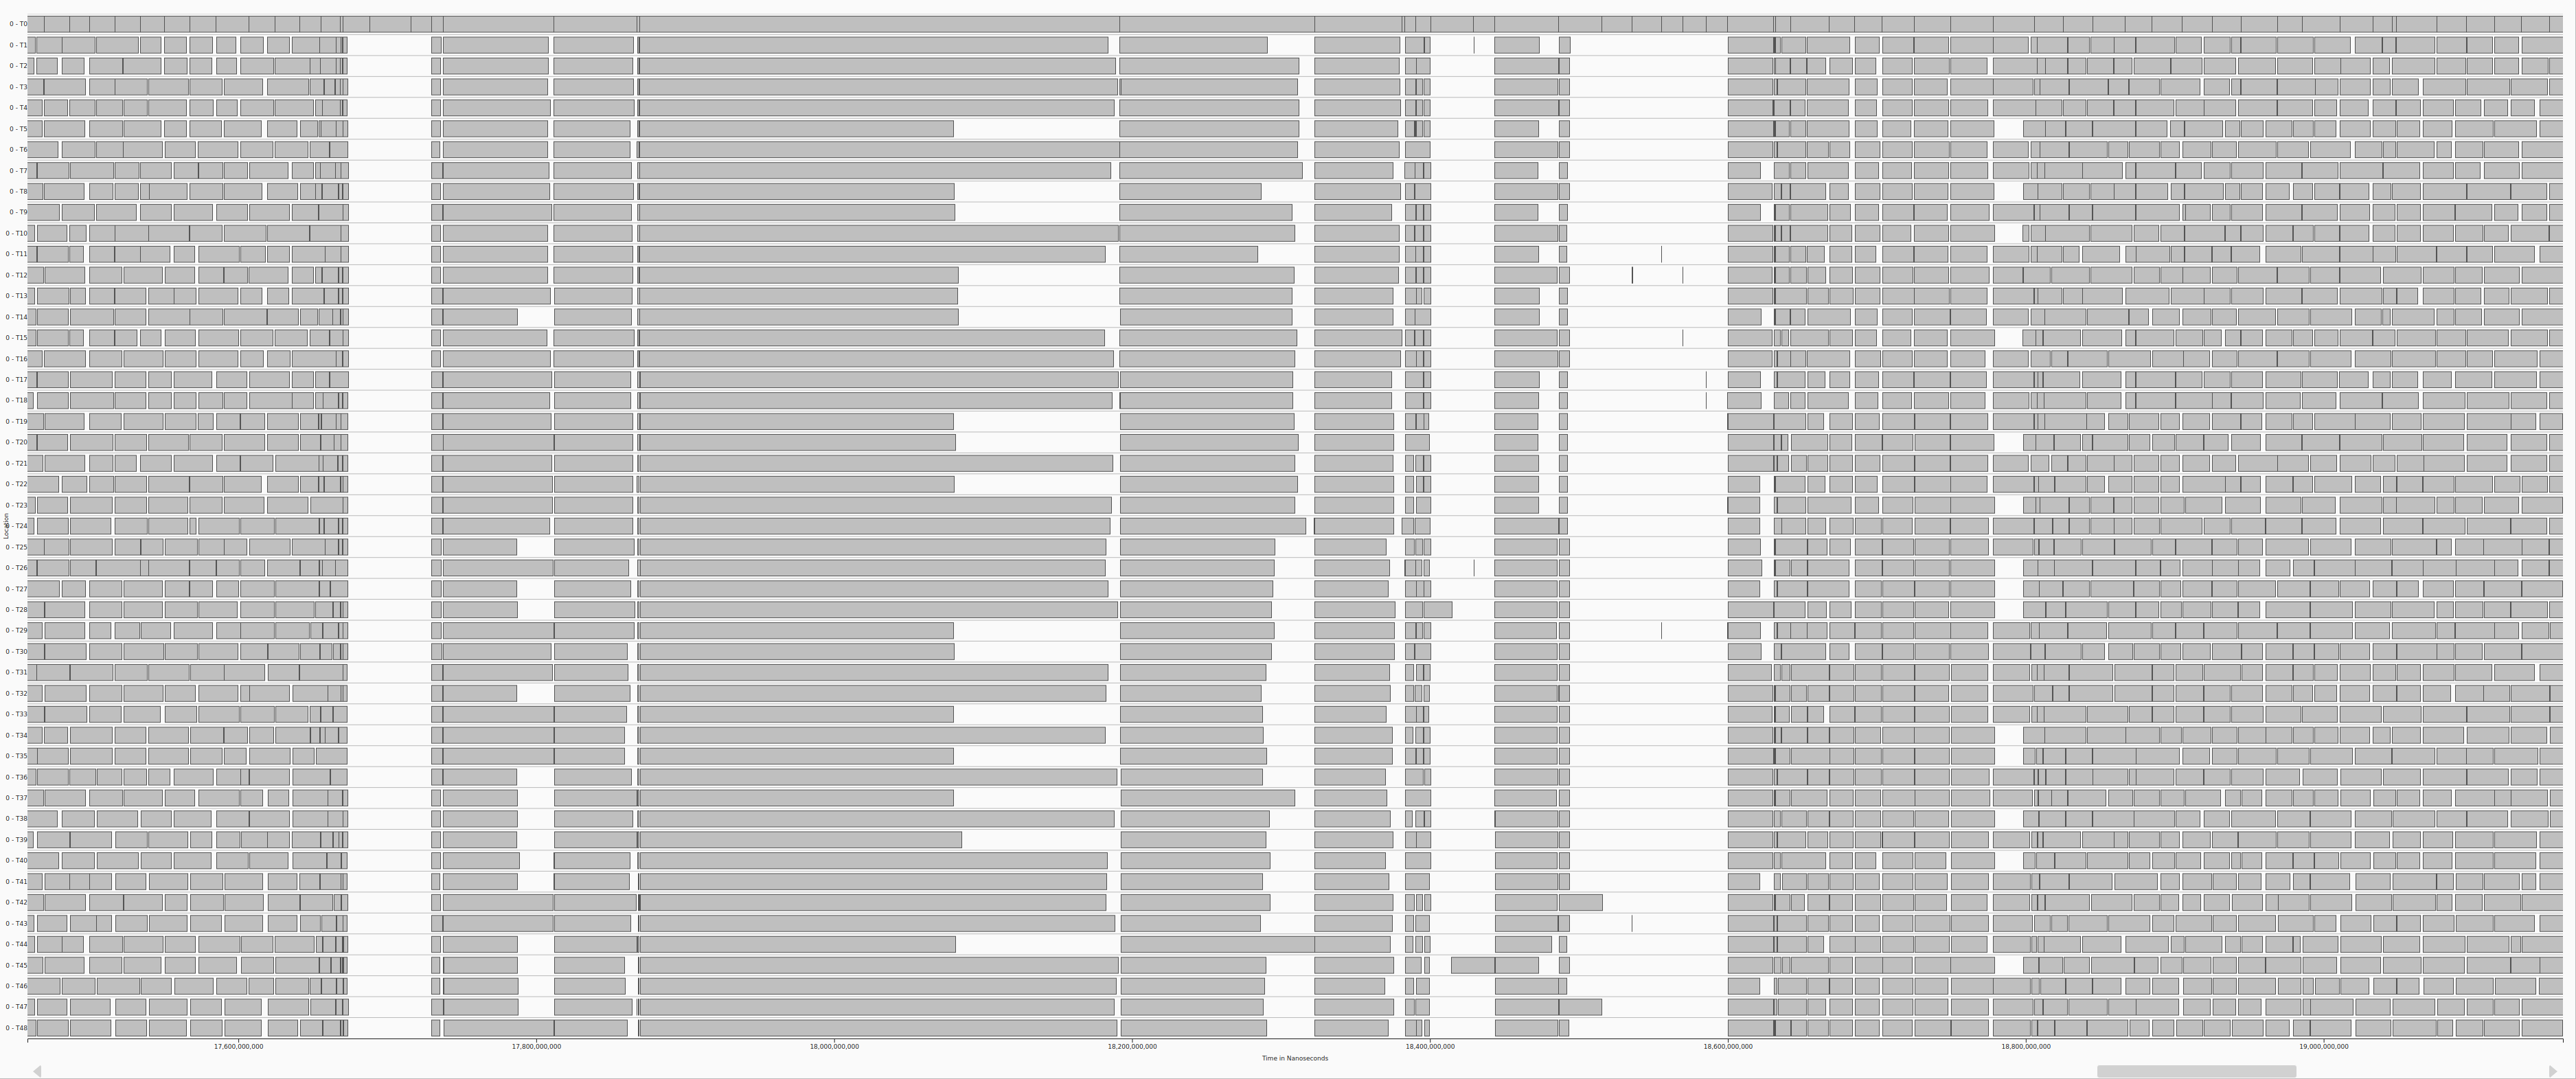 0 - T0
0 - T1
0 - T2
0 - T3
0 - T4
0 - T5
0 - T6
0 - T7
0 - T8
0 - T9
0 - T10
0 - T11
0 - T12
0 - T13
0 - T14
0 - T15
0 - T16
0 - T17
0 - T18
0 - T19
0 - T20
0 - T21
0 - T22
0 - T23
Location
0 - T24
0 - T25
0 - T26
0 - T27
0 - T28
0 - T29
0 - T30
0 - T31
0 - T32
0 - T33
0 - T34
0 - T35
0 - T36
0 - T37
0 - T38
0 - T39
0 - T40
0 - T41
0 - T42
0 - T43
0 - T44
0 - T45
0 - T46
0 - T47
0 - T48
17,600,000,000 17,800,000,000 18,000,000,000 18,200,000,000 18,400,000,000 18,600,000,000 18,800,000,000 19,000,000,000
Time in Nanoseconds